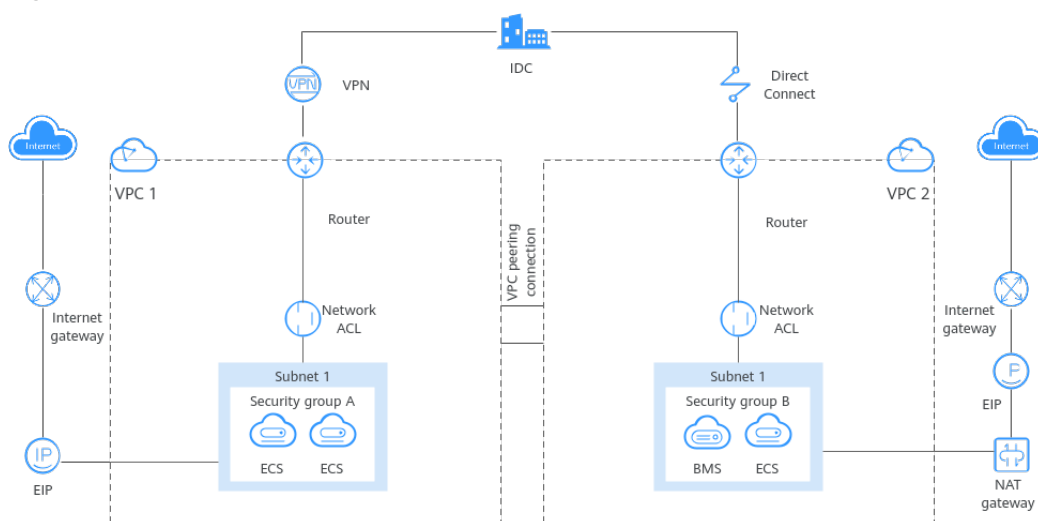 IDC
VPN
VPN
Direct
Connect
Internet
Internet
VPC 1
VPC 2
Router
Router
VPC peering
connection
Internet
gateway
Network
ACL
Network
ACL
Internet
gateway
Subnet 1
Security group A
ECS
ECS
Subnet 1
Security group B
BMS
ECS
IP
EIP
P
EIP
NAT
gateway